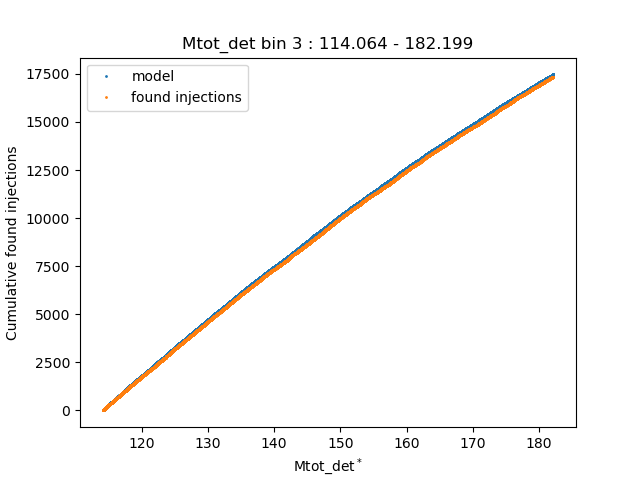 Mtot_det bin 3 : 114.064 - 182.199
model
found injections
17500
15000
12500
10000
7500
5000
2500
0
Cumulative found injections
120 130 140 150 160 170 180
Mtot_det*